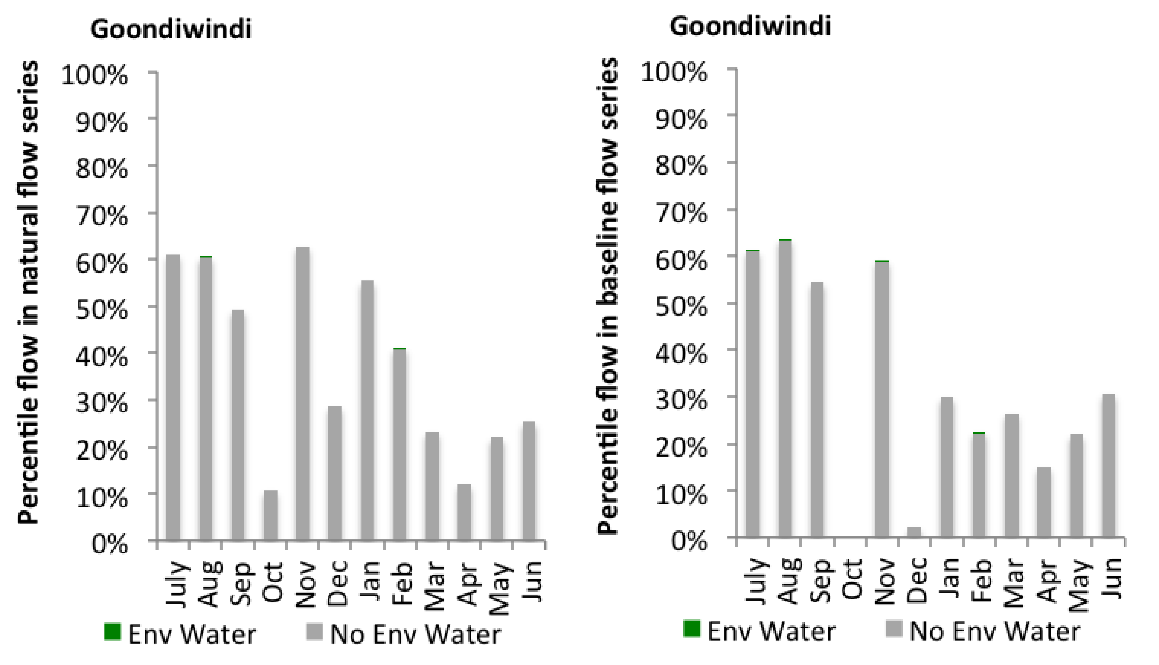 Goondiwindi
Percentile flow in natural flow series
100%
90%
80%
70%
60%
50%
40%
30%
20%
10%
0%
July Aug Sep Oct Nov Dec Jan Feb Mar Apr May Jun
Env Water No Env Water
Goondiwindi
Percentile flow in baseline flow series
100%
90%
80%
70%
60%
50%
40%
30%
20%
10%
0%
July Aug Sep Oct Nov Dec Jan Feb Mar Apr May Jun
Env Water No Env Water